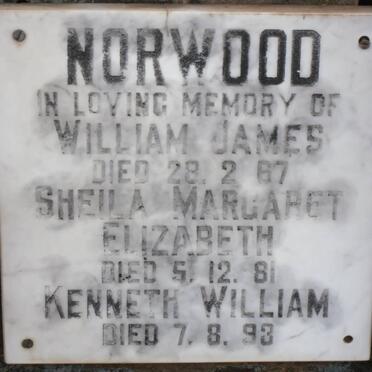 NORWOOD
IN LOVING MEMORY OF
WILLIAM JAMES
DIED 28. 2. 67
SHEILA MARGARET
ELIZABETH
DIED 5. 12. 81
KENNETH WILLIAM
DIED 7. 8. 93